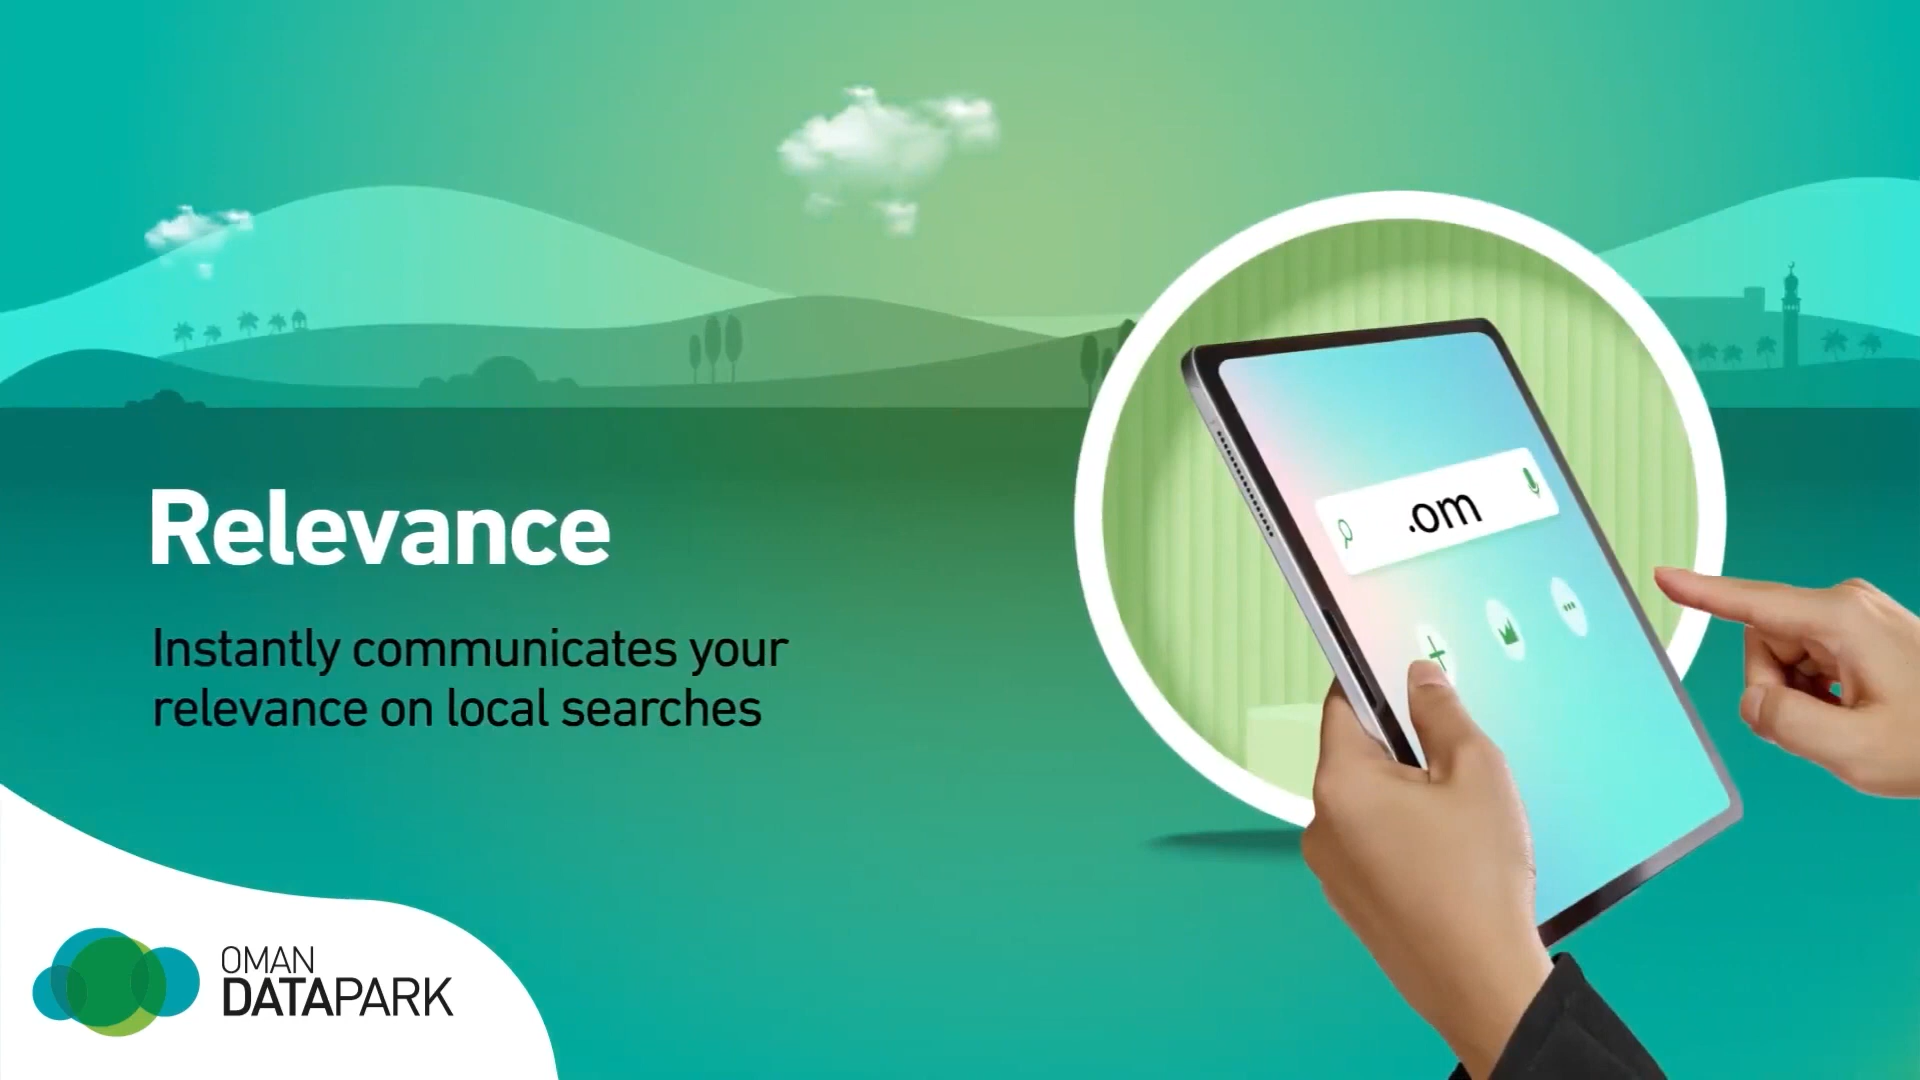 Relevance
Instantly communicates your
relevance on local searches
.om
OMAN
DATAPARK